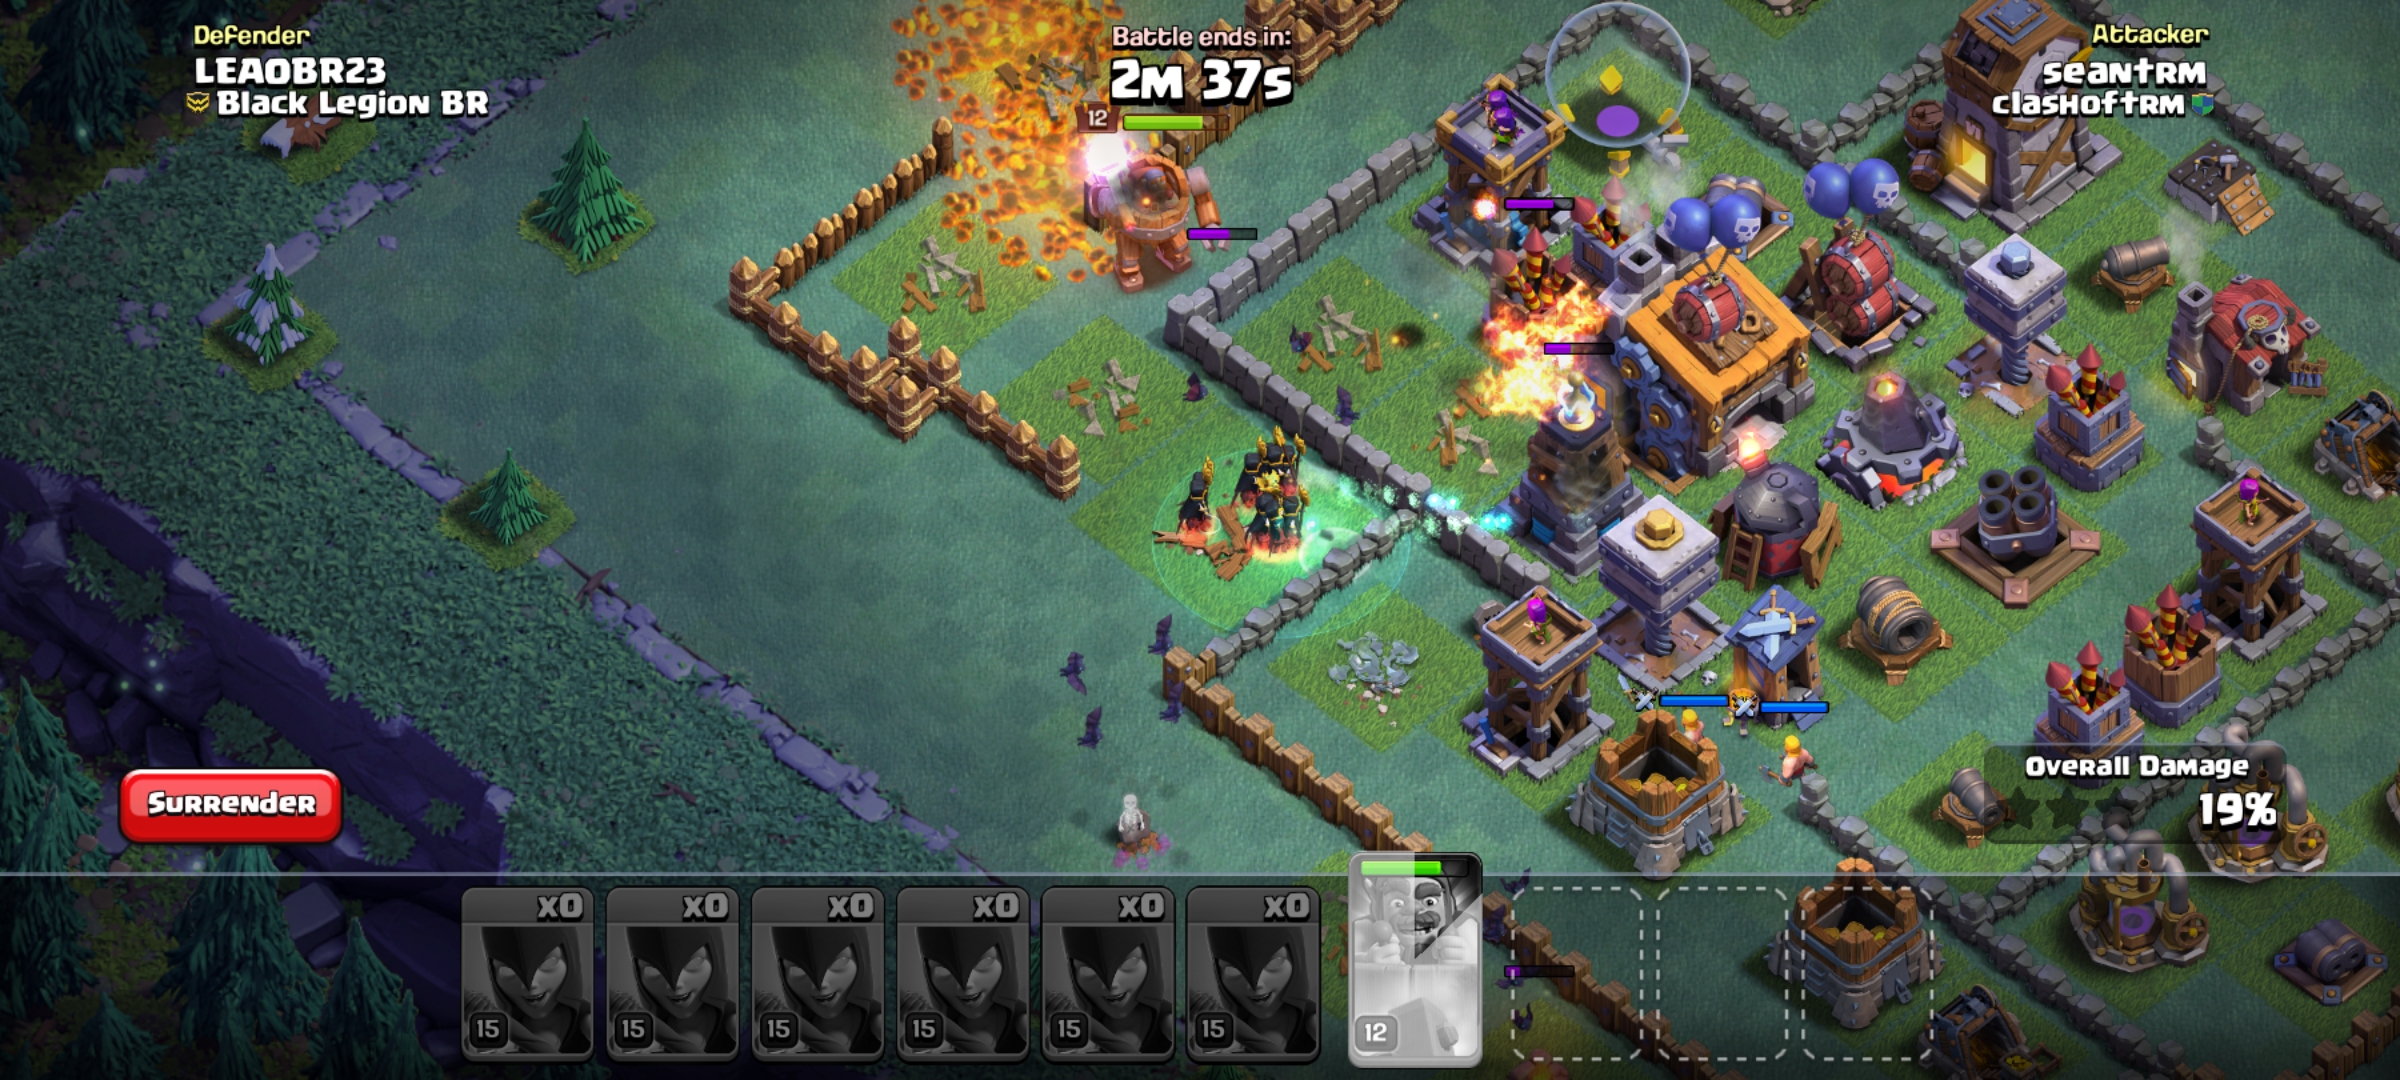 Defender
LEAOBR23
Black Legion BR
Battle ends in:
2M 37s
12
Attacker
seantRM
clashoftRM
Surrender
Overall Damage
19%
x0
x0
x0
x0
x0
x0
15
15
15
15
15
15
12